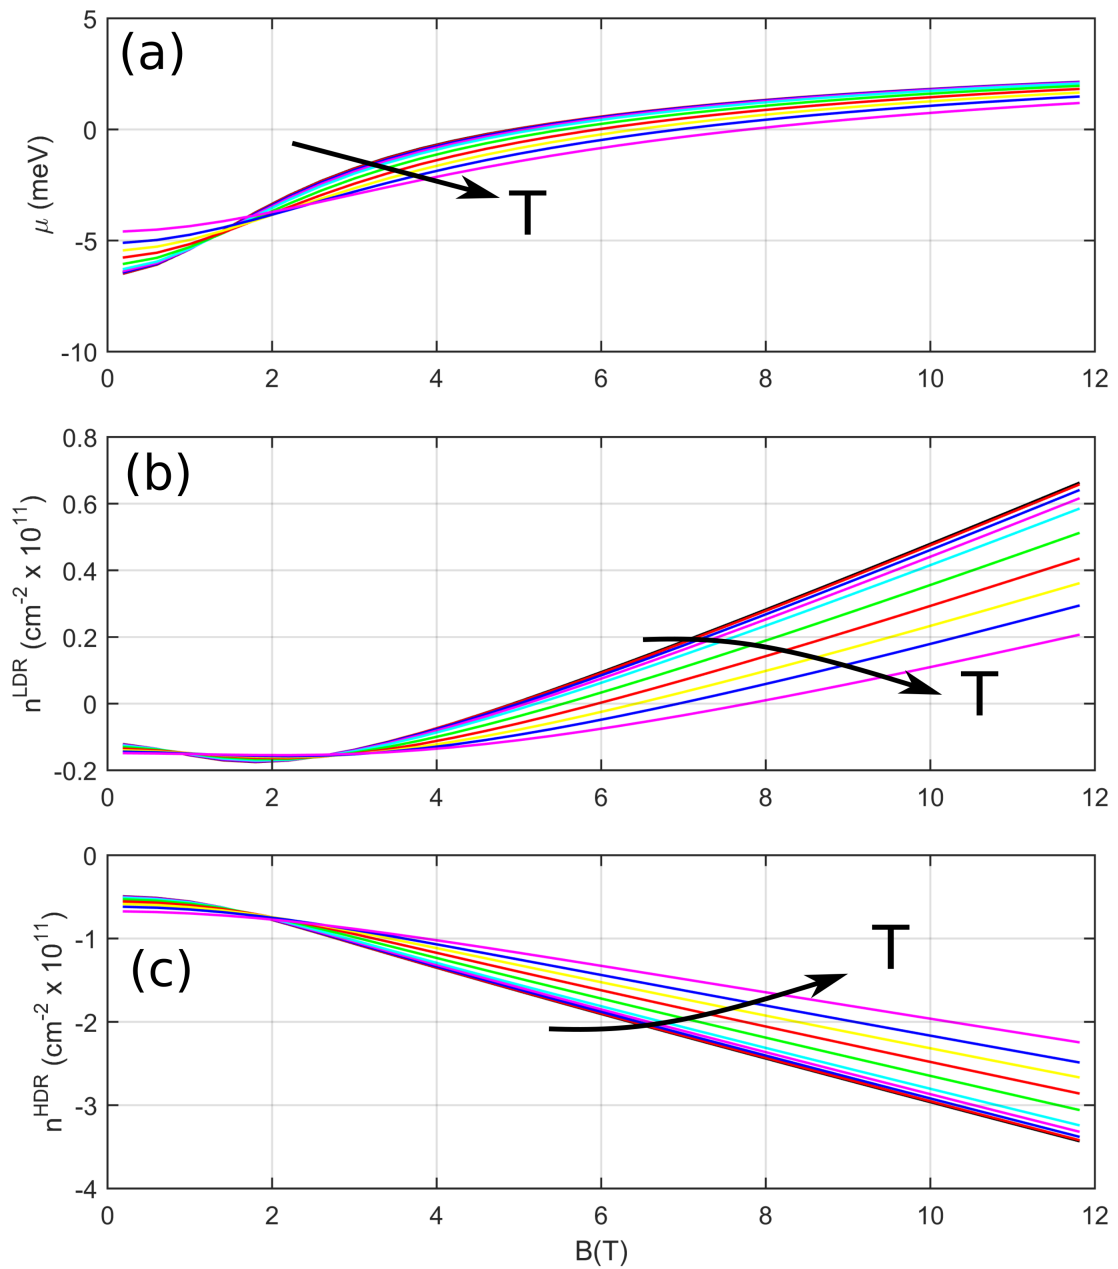 (a)
μ (meV)
5
0
-5
-10
T
0 2 4 6 8 10 12
(b)
n^LDR (cm^-2 x 10^11)
0.8
0.6
0.4
0.2
0
-0.2
T
0 2 4 6 8 10 12
(c)
n^HDR (cm^-2 x 10^11)
0
-1
-2
-3
-4
T
0 2 4 6 8 10 12
B(T)